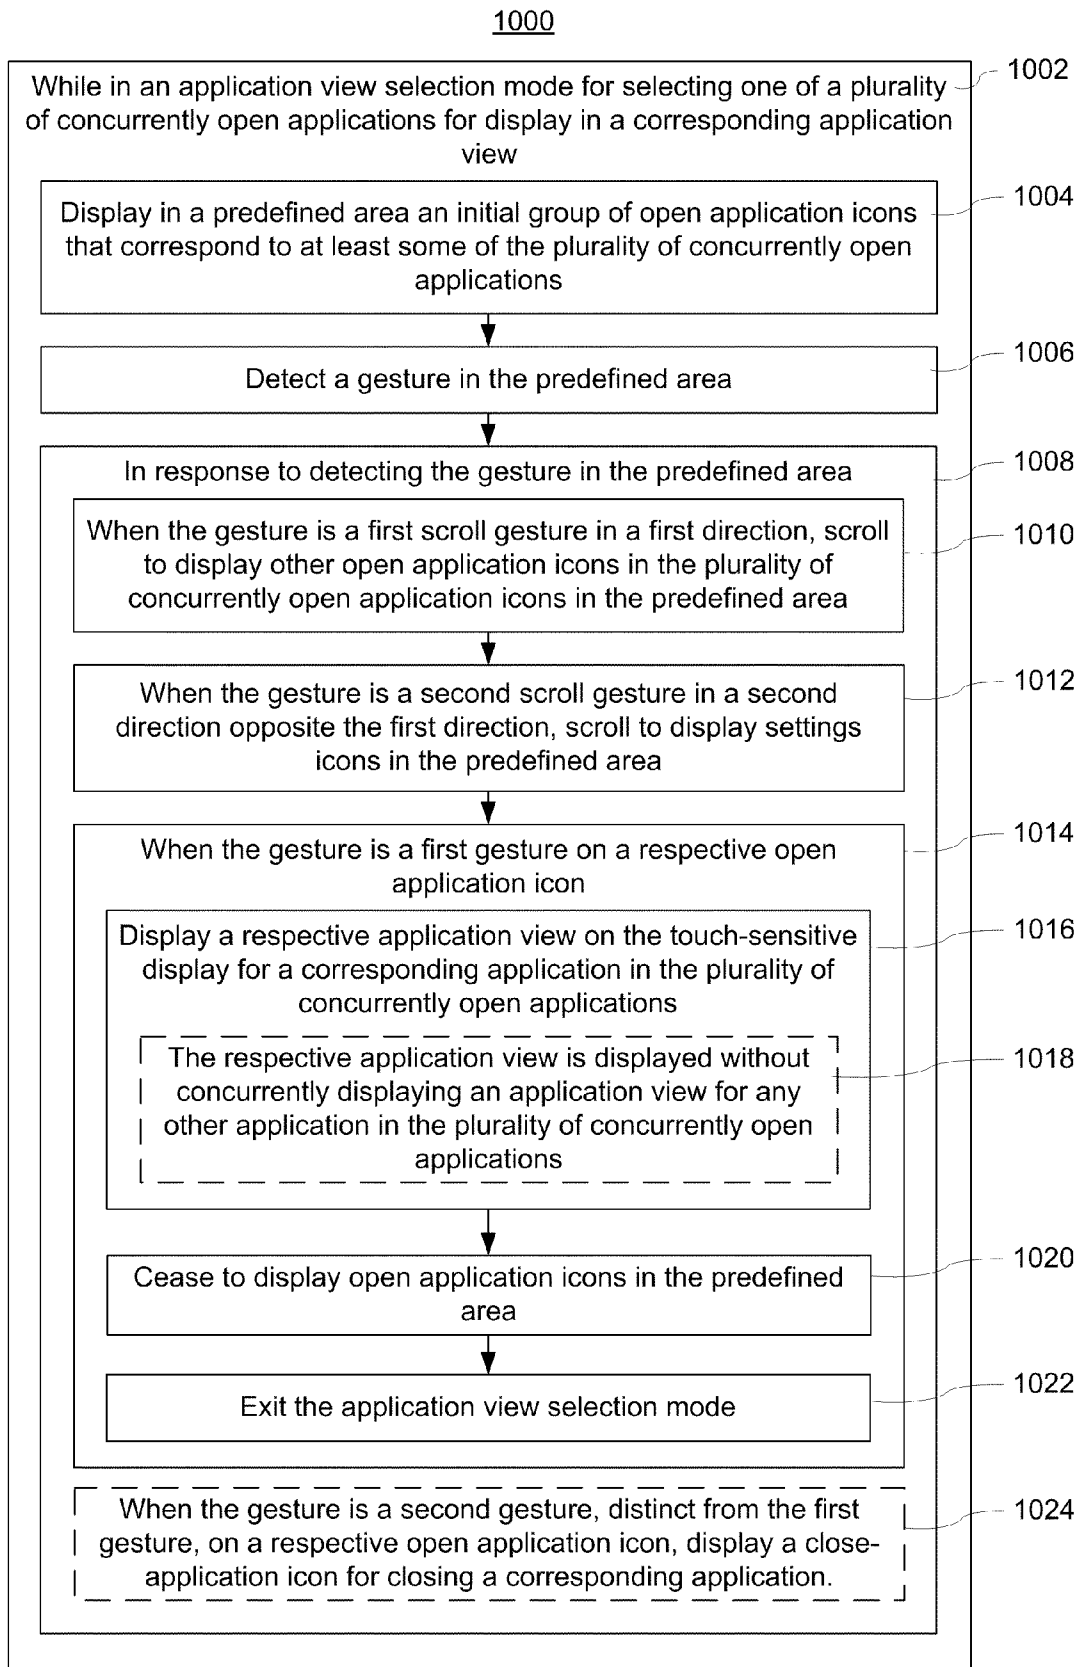 1000
While in an application view selection mode for selecting one of a plurality
of concurrently open applications for display in a corresponding application
view
1002
Display in a predefined area an initial group of open application icons
that correspond to at least some of the plurality of concurrently open
applications
1004
Detect a gesture in the predefined area
1006
In response to detecting the gesture in the predefined area
1008
When the gesture is a first scroll gesture in a first direction, scroll
to display other open application icons in the plurality of
concurrently open application icons in the predefined area
1010
When the gesture is a second scroll gesture in a second
direction opposite the first direction, scroll to display settings
icons in the predefined area
1012
When the gesture is a first gesture on a respective open
application icon
1014
Display a respective application view on the touch-sensitive
display for a corresponding application in the plurality of
concurrently open applications
1016
The respective application view is displayed without
concurrently displaying an application view for any
other application in the plurality of concurrently open
applications
1018
Cease to display open application icons in the predefined
area
1020
Exit the application view selection mode
1022
When the gesture is a second gesture, distinct from the first
gesture, on a respective open application icon, display a close-
application icon for closing a corresponding application.
1024